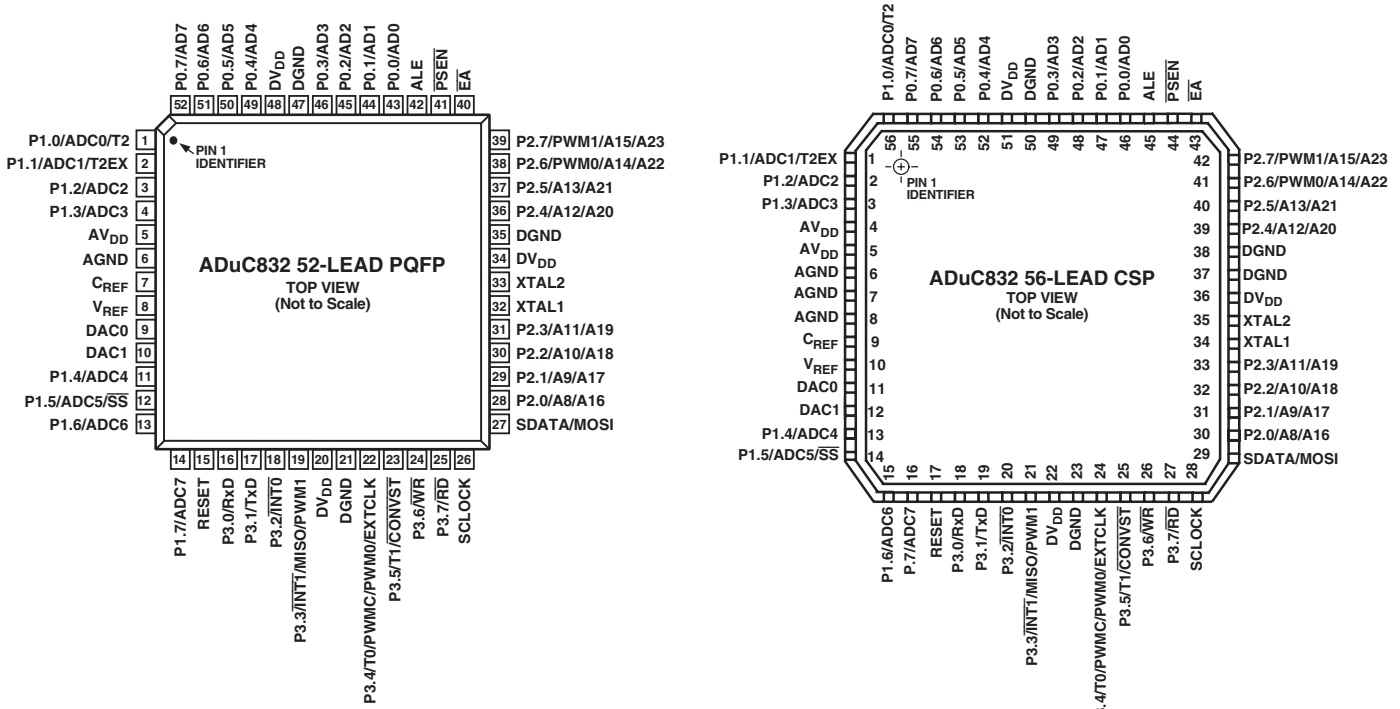 P0.7/AD7
P0.6/AD6
P0.5/AD5
P0.4/AD4
DVDD
DGND
P0.3/AD3
P0.2/AD2
P0.1/AD1
P0.0/AD0
ALE
PSEN
EA
52 51 50 49 48 47 46 45 44 43 42 41 40
P1.0/ADC0/T2 1
P1.1/ADC1/T2EX 2
P1.2/ADC2 3
P1.3/ADC3 4
AVDD 5
AGND 6
CREF 7
VREF 8
DAC0 9
DAC1 10
P1.4/ADC4 11
P1.5/ADC5/SS 12
P1.6/ADC6 13
PIN 1
IDENTIFIER
ADuC832 52-LEAD PQFP
TOP VIEW
(Not to Scale)
39 P2.7/PWM1/A15/A23
38 P2.6/PWM0/A14/A22
37 P2.5/A13/A21
36 P2.4/A12/A20
35 DGND
34 DVDD
33 XTAL2
32 XTAL1
31 P2.3/A11/A19
30 P2.2/A10/A18
29 P2.1/A9/A17
28 P2.0/A8/A16
27 SDATA/MOSI
14 15 16 17 18 19 20 21 22 23 24 25 26
P1.7/ADC7
RESET
P3.0/RxD
P3.1/TxD
P3.2/INT0
P3.3/INT1/MISO/PWM1
DVDD
DGND
P3.4/T0/PWMC/PWM0/EXTCLK
P3.5/T1/CONVST
P3.6/WR
P3.7/RD
SCLOCK
P1.0/ADC0/T2
P0.7/AD7
P0.6/AD6
P0.5/AD5
P0.4/AD4
DVDD
DGND
P0.3/AD3
P0.2/AD2
P0.1/AD1
P0.0/AD0
ALE
PSEN
EA
56 55 54 53 52 51 50 49 48 47 46 45 44 43
P1.1/ADC1/T2EX 1
P1.2/ADC2 2
P1.3/ADC3 3
AVDD 4
AVDD 5
AGND 6
AGND 7
AGND 8
CREF 9
VREF 10
DAC0 11
DAC1 12
P1.4/ADC4 13
P1.5/ADC5/SS 14
PIN 1
IDENTIFIER
ADuC832 56-LEAD CSP
TOP VIEW
(Not to Scale)
42 P2.7/PWM1/A15/A23
41 P2.6/PWM0/A14/A22
40 P2.5/A13/A21
39 P2.4/A12/A20
38 DGND
37 DGND
36 DVDD
35 XTAL2
34 XTAL1
33 P2.3/A11/A19
32 P2.2/A10/A18
31 P2.1/A9/A17
30 P2.0/A8/A16
29 SDATA/MOSI
15 16 17 18 19 20 21 22 23 24 25 26 27 28
P1.6/ADC6
P.7/ADC7
RESET
P3.0/RxD
P3.1/TxD
P3.2/INT0
P3.3/INT1/MISO/PWM1
DVDD
DGND
.4/T0/PWMC/PWM0/EXTCLK
P3.5/T1/CONVST
P3.6/WR
P3.7/RD
SCLOCK